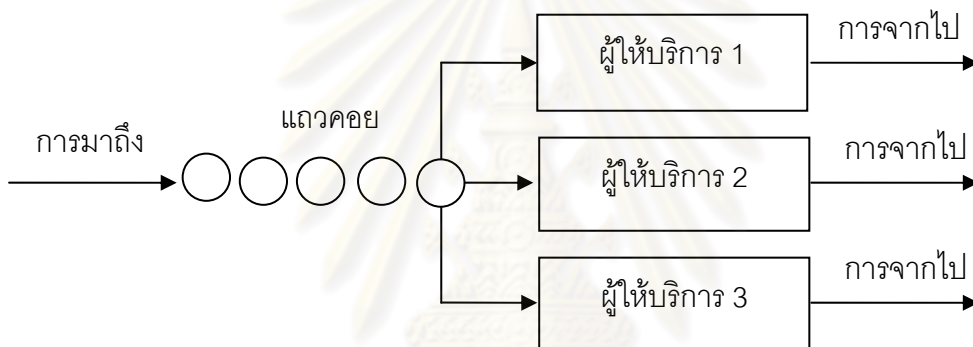 การมาถึง
แถวคอย
ผู้ให้บริการ 1
การจากไป
ผู้ให้บริการ 2
การจากไป
ผู้ให้บริการ 3
การจากไป